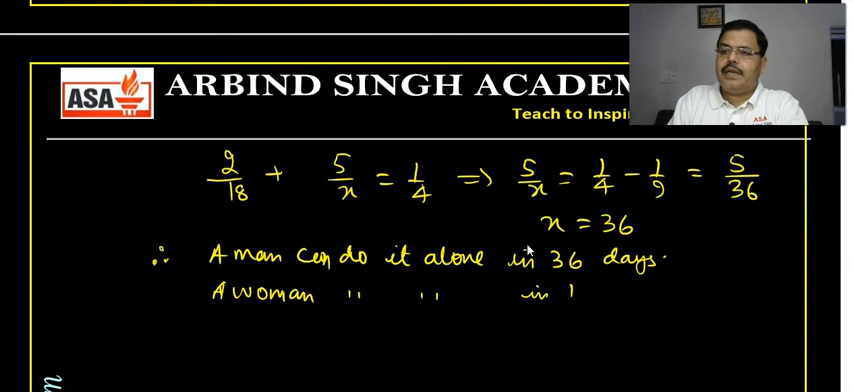 ASA ARBIND SINGH ACADEM
Teach to Inspir
ASA
2/18 + 5/x = 1/4 => 5/x = 1/4 - 1/9 = 5/36
x = 36
∴ A man can do it alone in 36 days.
A woman " " in 1
m